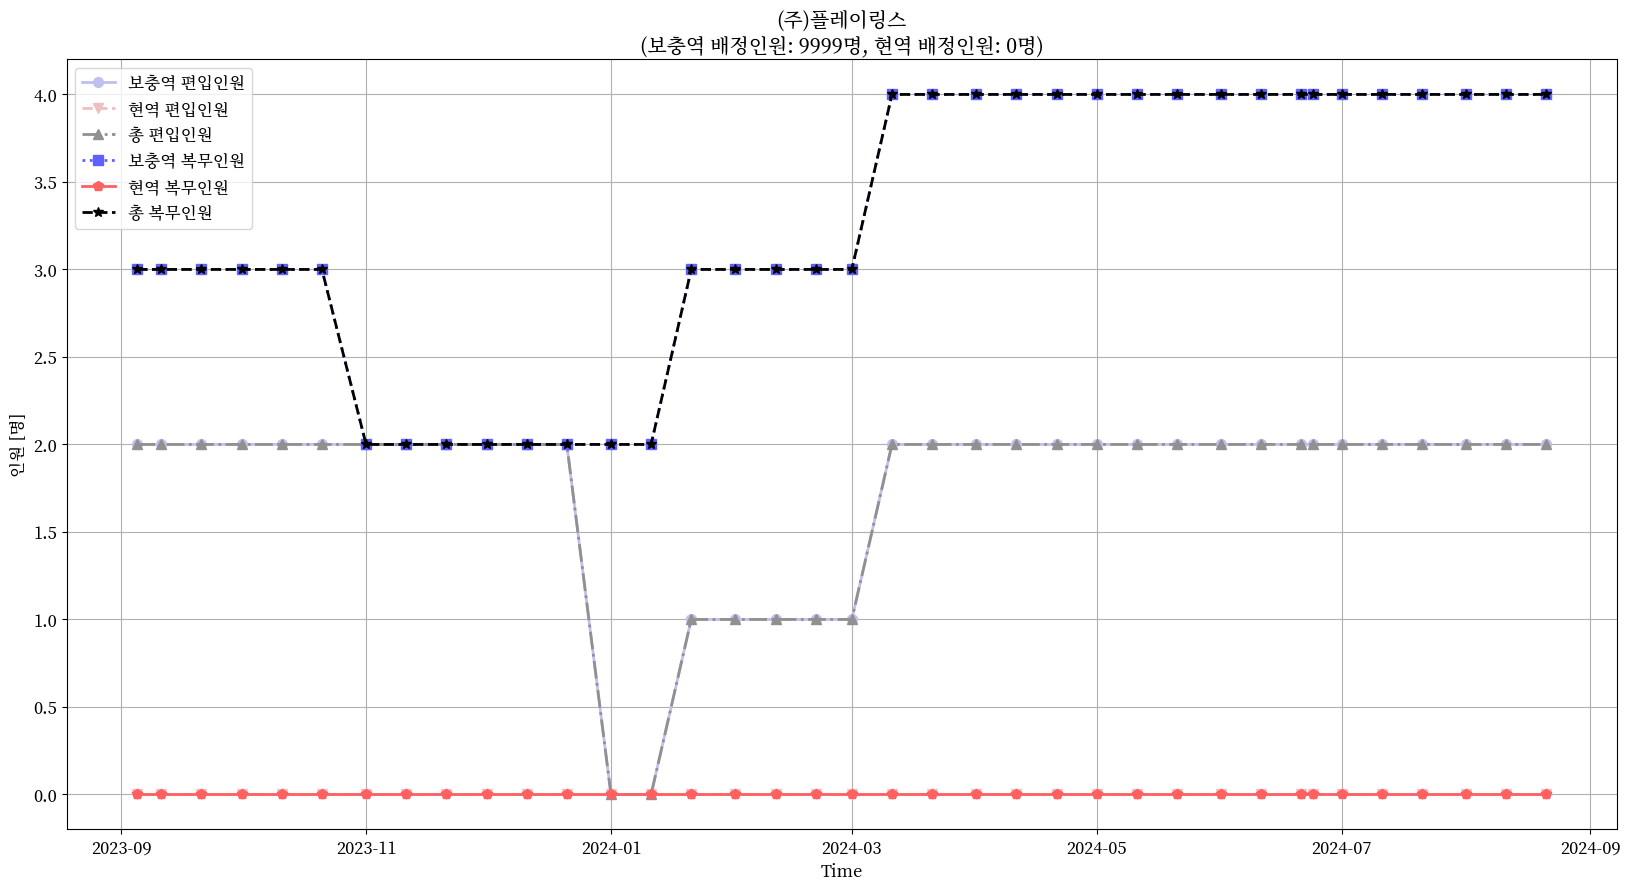 (주)플레이링스
(보충역 배정인원: 9999명, 현역 배정인원: 0명)
보충역 편입인원
현역 편입인원
총 편입인원
보충역 복무인원
현역 복무인원
총 복무인원
4.0
3.5
3.0
2.5
2.0
1.5
1.0
0.5
0.0
인원 [명]
2023-09 2023-11 2024-01 2024-03 2024-05 2024-07 2024-09
Time